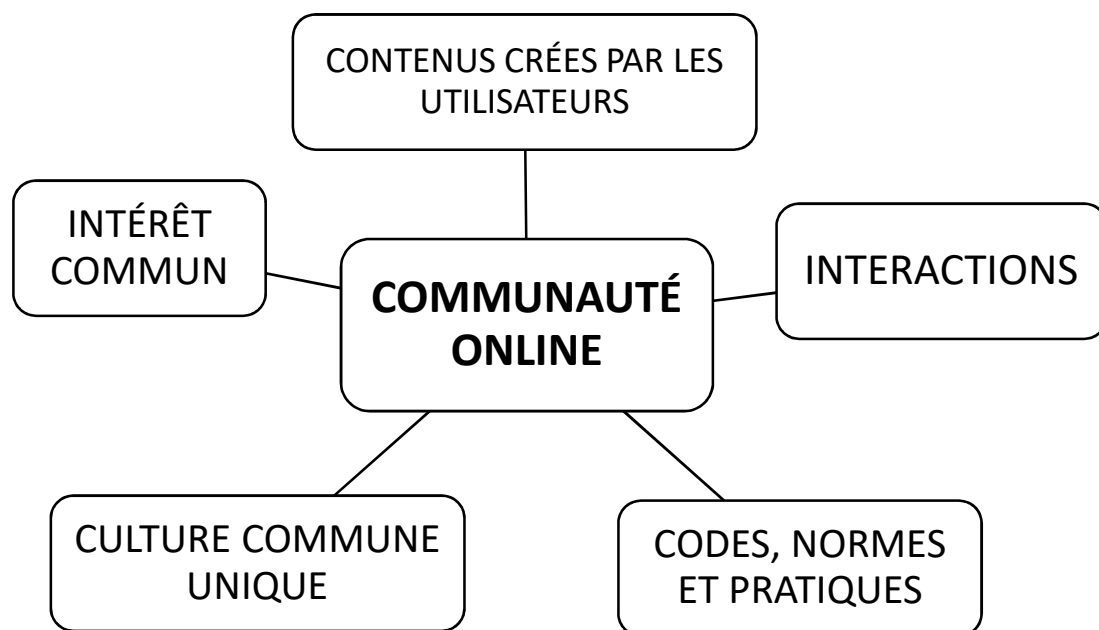 CONTENUS CRÉES PAR LES
UTILISATEURS
INTÉRÊT
COMMUN
INTERACTIONS
COMMUNAUTÉ
ONLINE
CULTURE COMMUNE
UNIQUE
CODES, NORMES
ET PRATIQUES